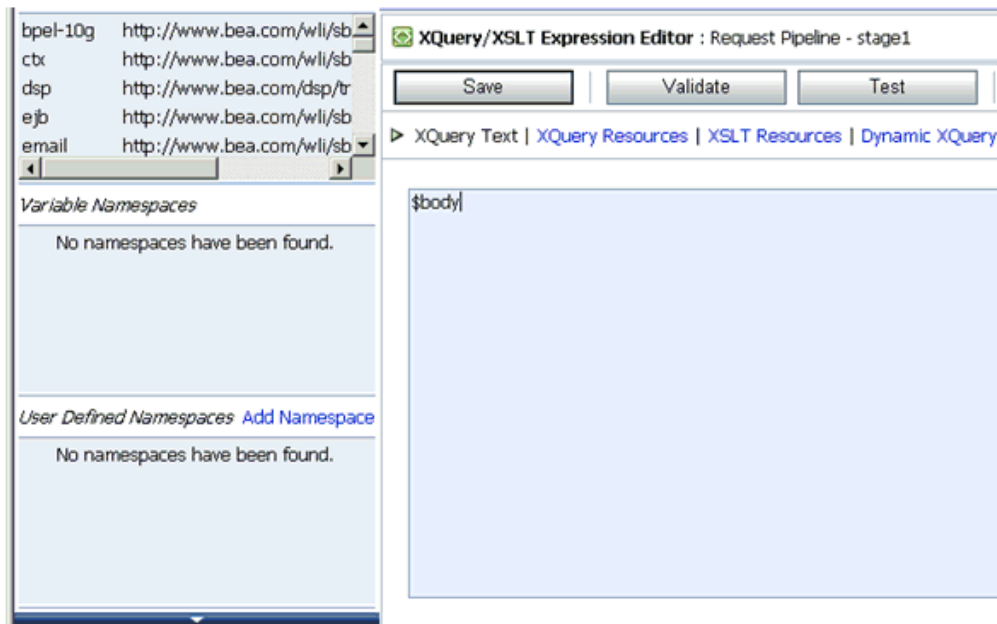 bpel-10g http://www.bea.com/wli/sb
ctx http://www.bea.com/wli/sb
dsp http://www.bea.com/dsp/tr
ejb http://www.bea.com/wli/sb
email http://www.bea.com/wli/sb
Variable Namespaces
No namespaces have been found.
User Defined Namespaces Add Namespace
No namespaces have been found.
XQuery/XSLT Expression Editor : Request Pipeline - stage1
Save Validate Test
XQuery Text | XQuery Resources | XSLT Resources | Dynamic XQuery
$body